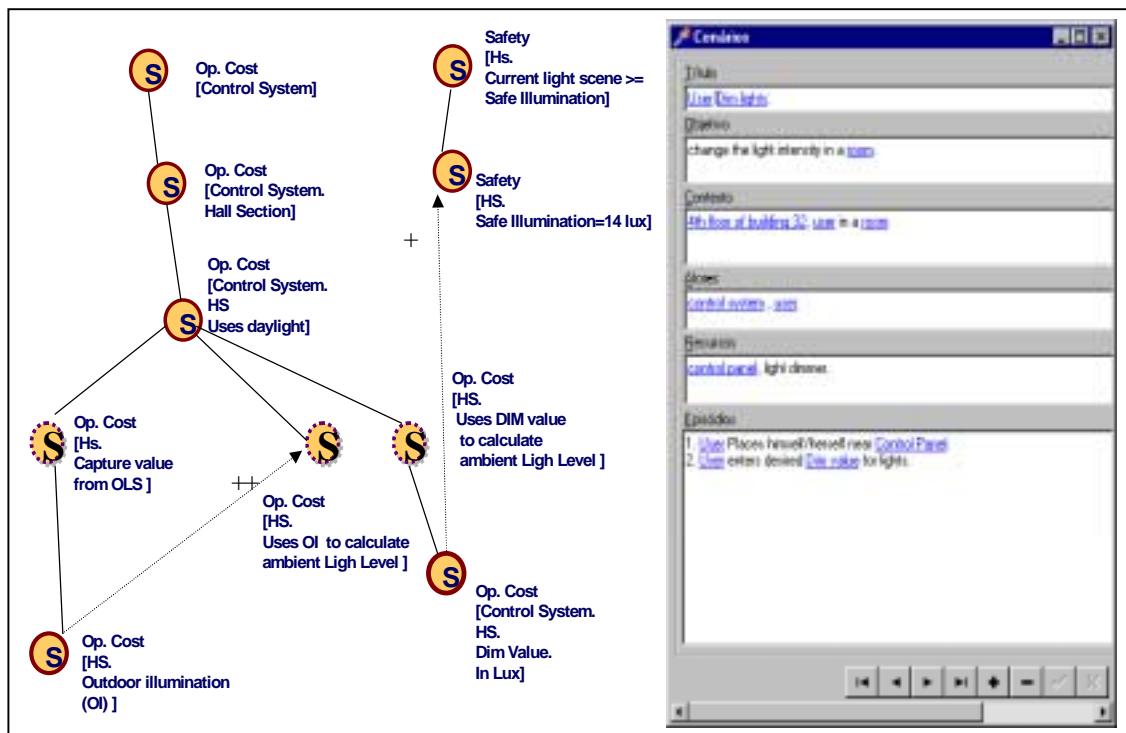 S
Op. Cost
[Control System]
S
Op. Cost
[Control System.
Hall Section]
S
Op. Cost
[Control System.
HS
Uses daylight]
S
Op. Cost
[Hs.
Capture value
from OLS ]
S
S
++
Op. Cost
[HS.
Uses OI to calculate
ambient Ligh Level ]
S
Op. Cost
[HS.
Outdoor illumination
(OI) ]
S
Safety
[Hs.
Current light scene >=
Safe Illumination]
S
Safety
[HS.
Safe Illumination=14 lux]
+
Op. Cost
[HS.
Uses DIM value
to calculate
ambient Ligh Level ]
S
Op. Cost
[Control System.
HS.
Dim Value.
In Lux]
Cenários
Título
User Dim lights
Objetivo
change the light intensity in a room
Contexto
4th floor of building 32, user in a room
Atores
control system , user
Recursos
control panel, light dimmer.
Episódios
1. User Places himself/herself near Control Panel
2. User enters desired Dim value for lights.